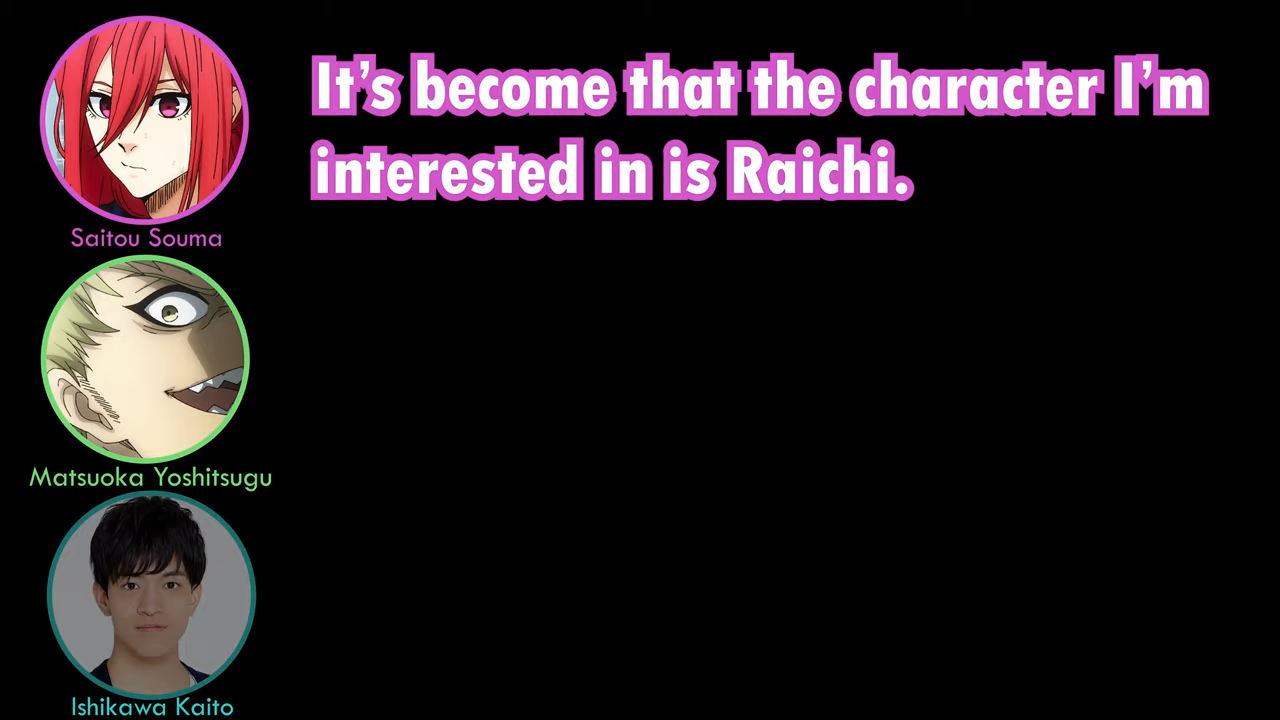 It's become that the character I'm
interested in is Raichi.
Saitou Souma
Matsuoka Yoshitsugu
Ishikawa Kaito